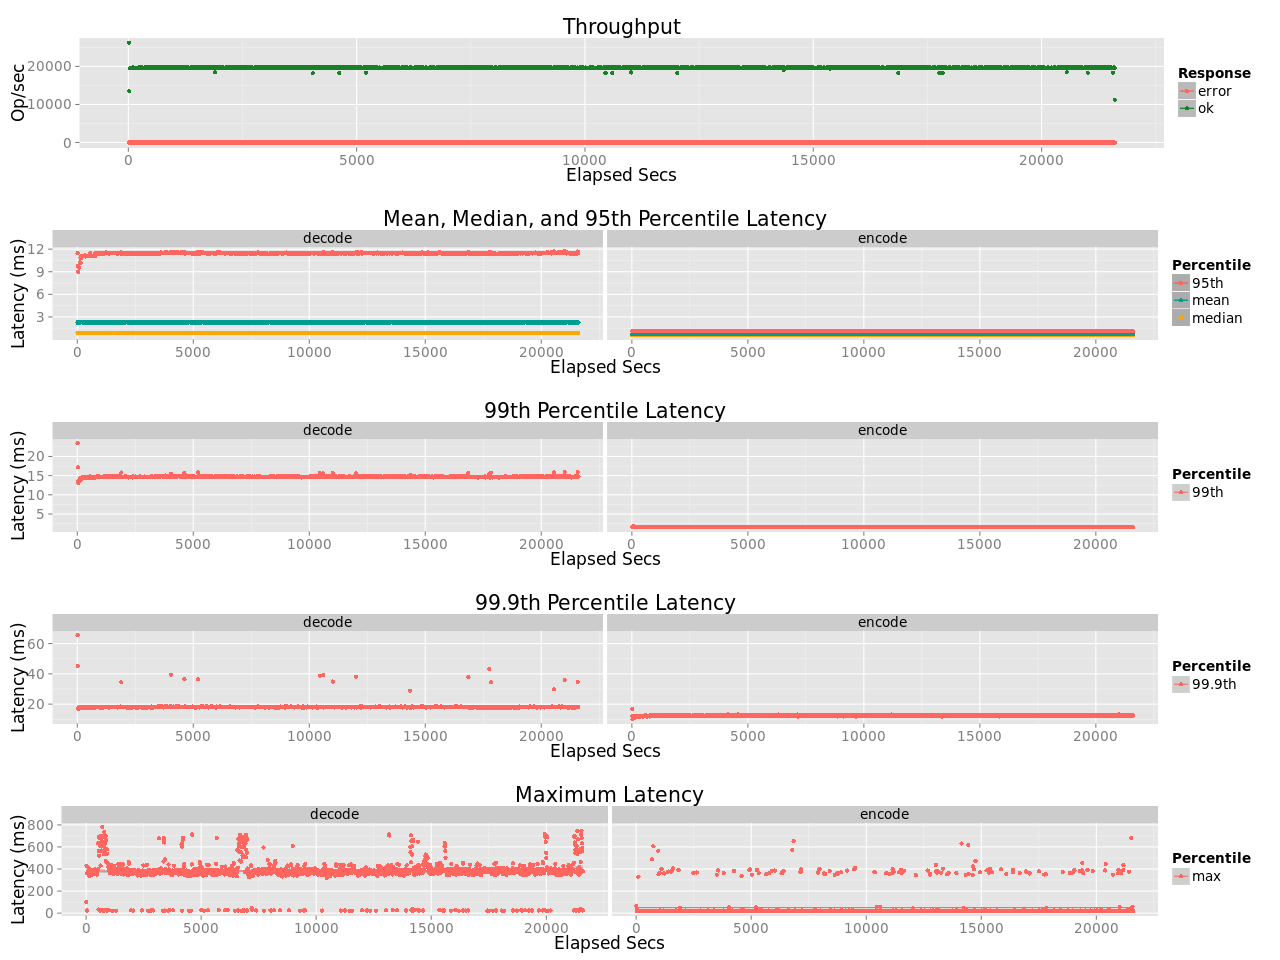 Throughput
Op/sec
20000
10000
0
0 5000 10000 15000 20000
Elapsed Secs
Response
error
ok
Mean, Median, and 95th Percentile Latency
decode encode
Latency (ms)
12
9
6
3
0 5000 10000 15000 20000 0 5000 10000 15000 20000
Elapsed Secs
Percentile
95th
mean
median
99th Percentile Latency
decode encode
Latency (ms)
20
15
10
5
0 5000 10000 15000 20000 0 5000 10000 15000 20000
Elapsed Secs
Percentile
99th
99.9th Percentile Latency
decode encode
Latency (ms)
60
40
20
0 5000 10000 15000 20000 0 5000 10000 15000 20000
Elapsed Secs
Percentile
99.9th
Maximum Latency
decode encode
Latency (ms)
800
600
400
200
0
0 5000 10000 15000 20000 0 5000 10000 15000 20000
Elapsed Secs
Percentile
max